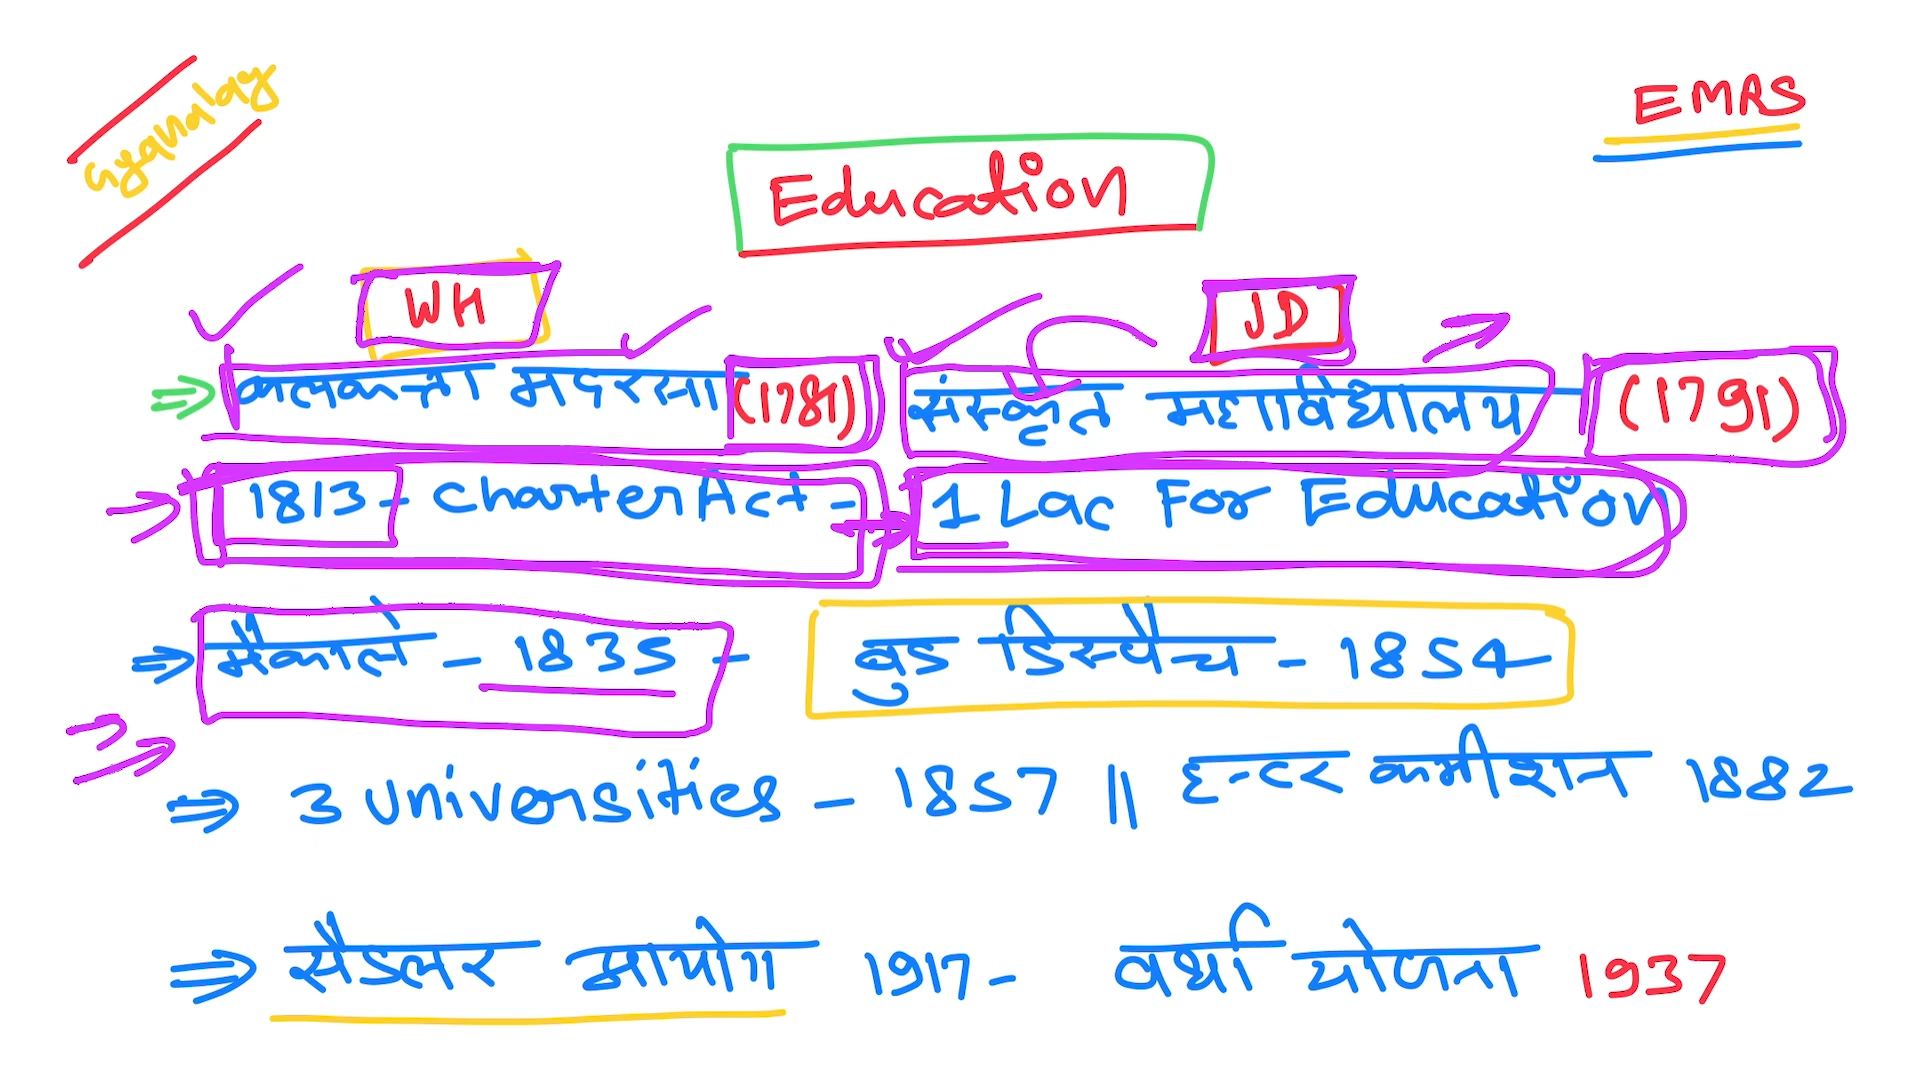 Gyanalay
EMRS
Education
WH JD
कलकत्ता मदरसा (1781) संस्कृत महाविद्यालय (1791)
1813 - Charter Act - 1 Lac For Education
मैकाले - 1835 - वुड डिस्पैच - 1854
3 Universities - 1857 || हन्टर कमीशन 1882
सैडलर आयोग 1917 - वर्धा योजना 1937